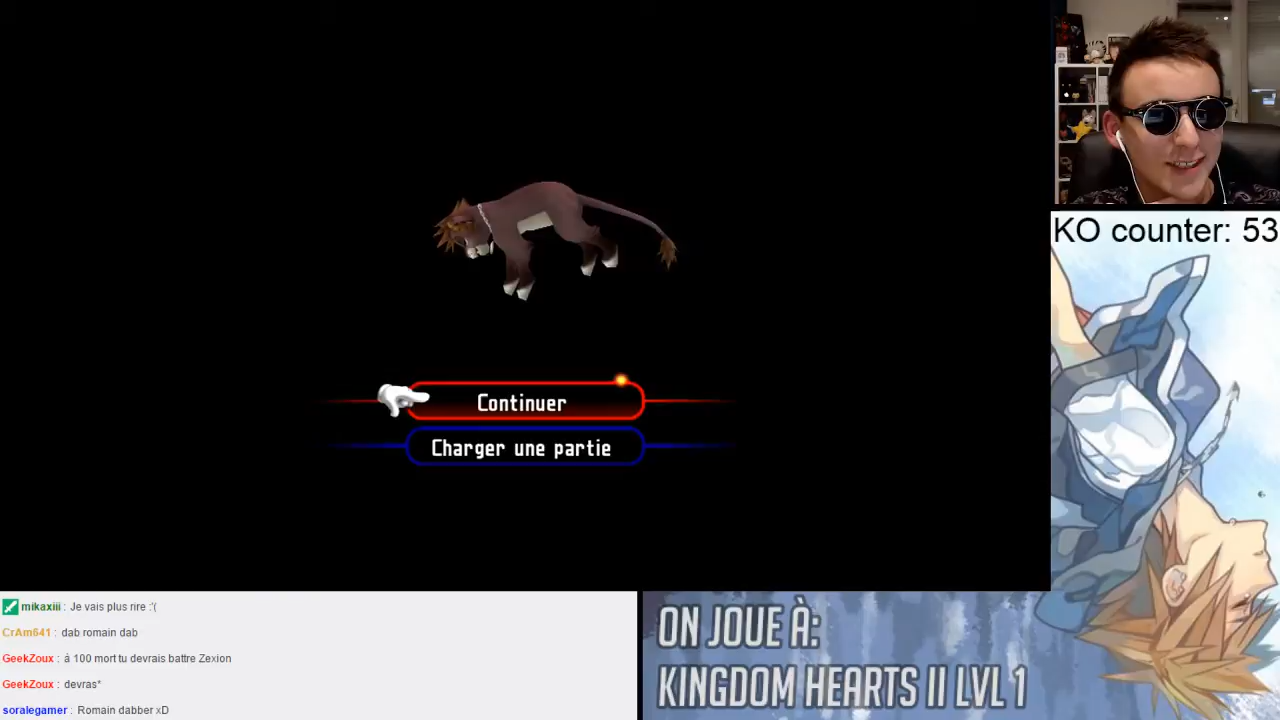 KO counter: 53
Continuer
Charger une partie
mikaxiii : Je vais plus rire :'(
CrAm641 : dab romain dab
GeekZoux : á 100 mort tu devrais battre Zexion
GeekZoux : devras*
soralegamer : Romain dabber xD
ON JOUE À:
KINGDOM HEARTS II LVL 1